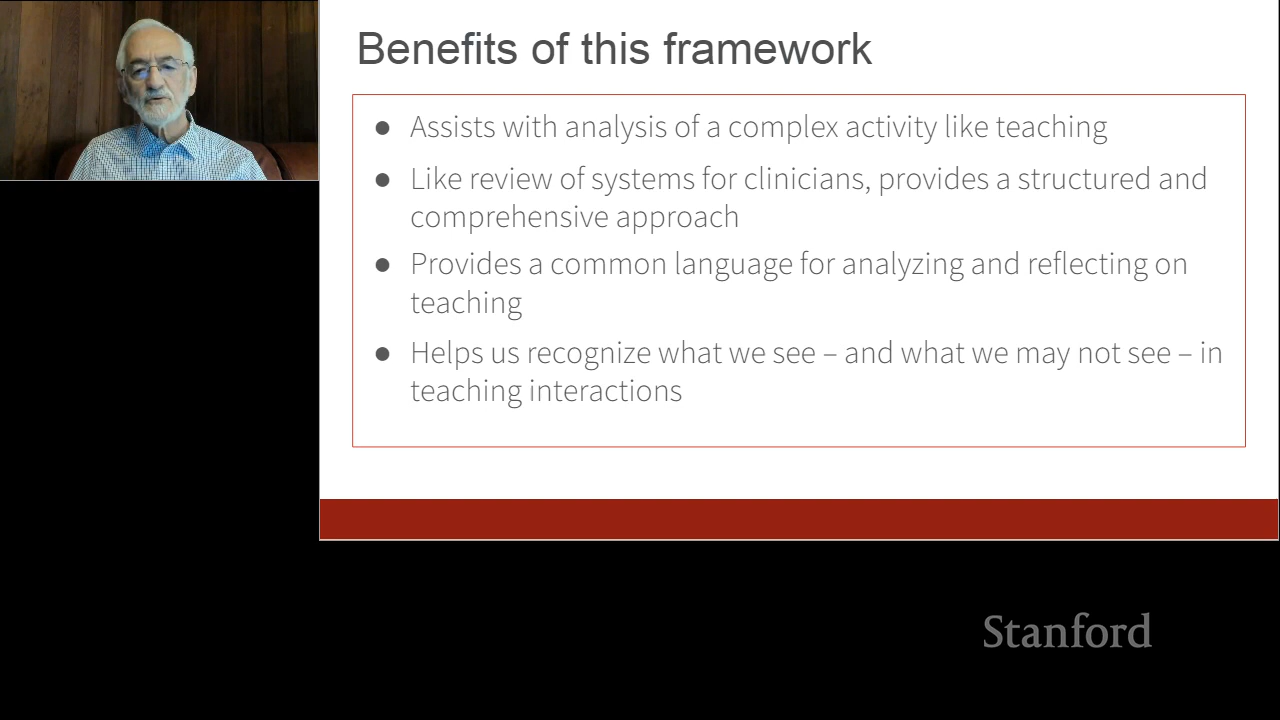 Benefits of this framework
● Assists with analysis of a complex activity like teaching
● Like review of systems for clinicians, provides a structured and
comprehensive approach
● Provides a common language for analyzing and reflecting on
teaching
● Helps us recognize what we see – and what we may not see – in
teaching interactions
Stanford